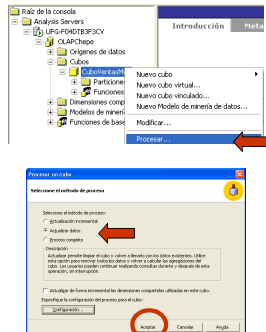 Raíz de la consola
Analysis Servers
UFG-F04DTB3F3CV
OLAPChepe
Orígenes de datos
Cubos
CuboVentasM
Particione
Funciones
Dimensiones comp
Modelos de minerí
Funciones de base
Introducción Meta
Nuevo cubo
Nuevo cubo virtual...
Nuevo cubo vinculado...
Nuevo Modelo de minería de datos...
Modificar...
Procesar...
Procesar un cubo
Seleccione el método de proceso
Seleccione el método de proceso:
Actualización incremental
Actualizar datos
Proceso completo
Descripción
Actualizar permite limpiar el cubo y volver a llenarlo con los datos existentes. Utilice
esta opción para remover todos los datos y volver a calcular las agregaciones del
cubo. Los usuarios pueden continuar realizando consultas durante y después de esta
operación, sin interrupción.
Actualizar de forma incremental las dimensiones compartidas utilizadas en este cubo.
Especifique la configuración del proceso para el cubo:
Configuración...
Aceptar
Cancelar
Ayuda